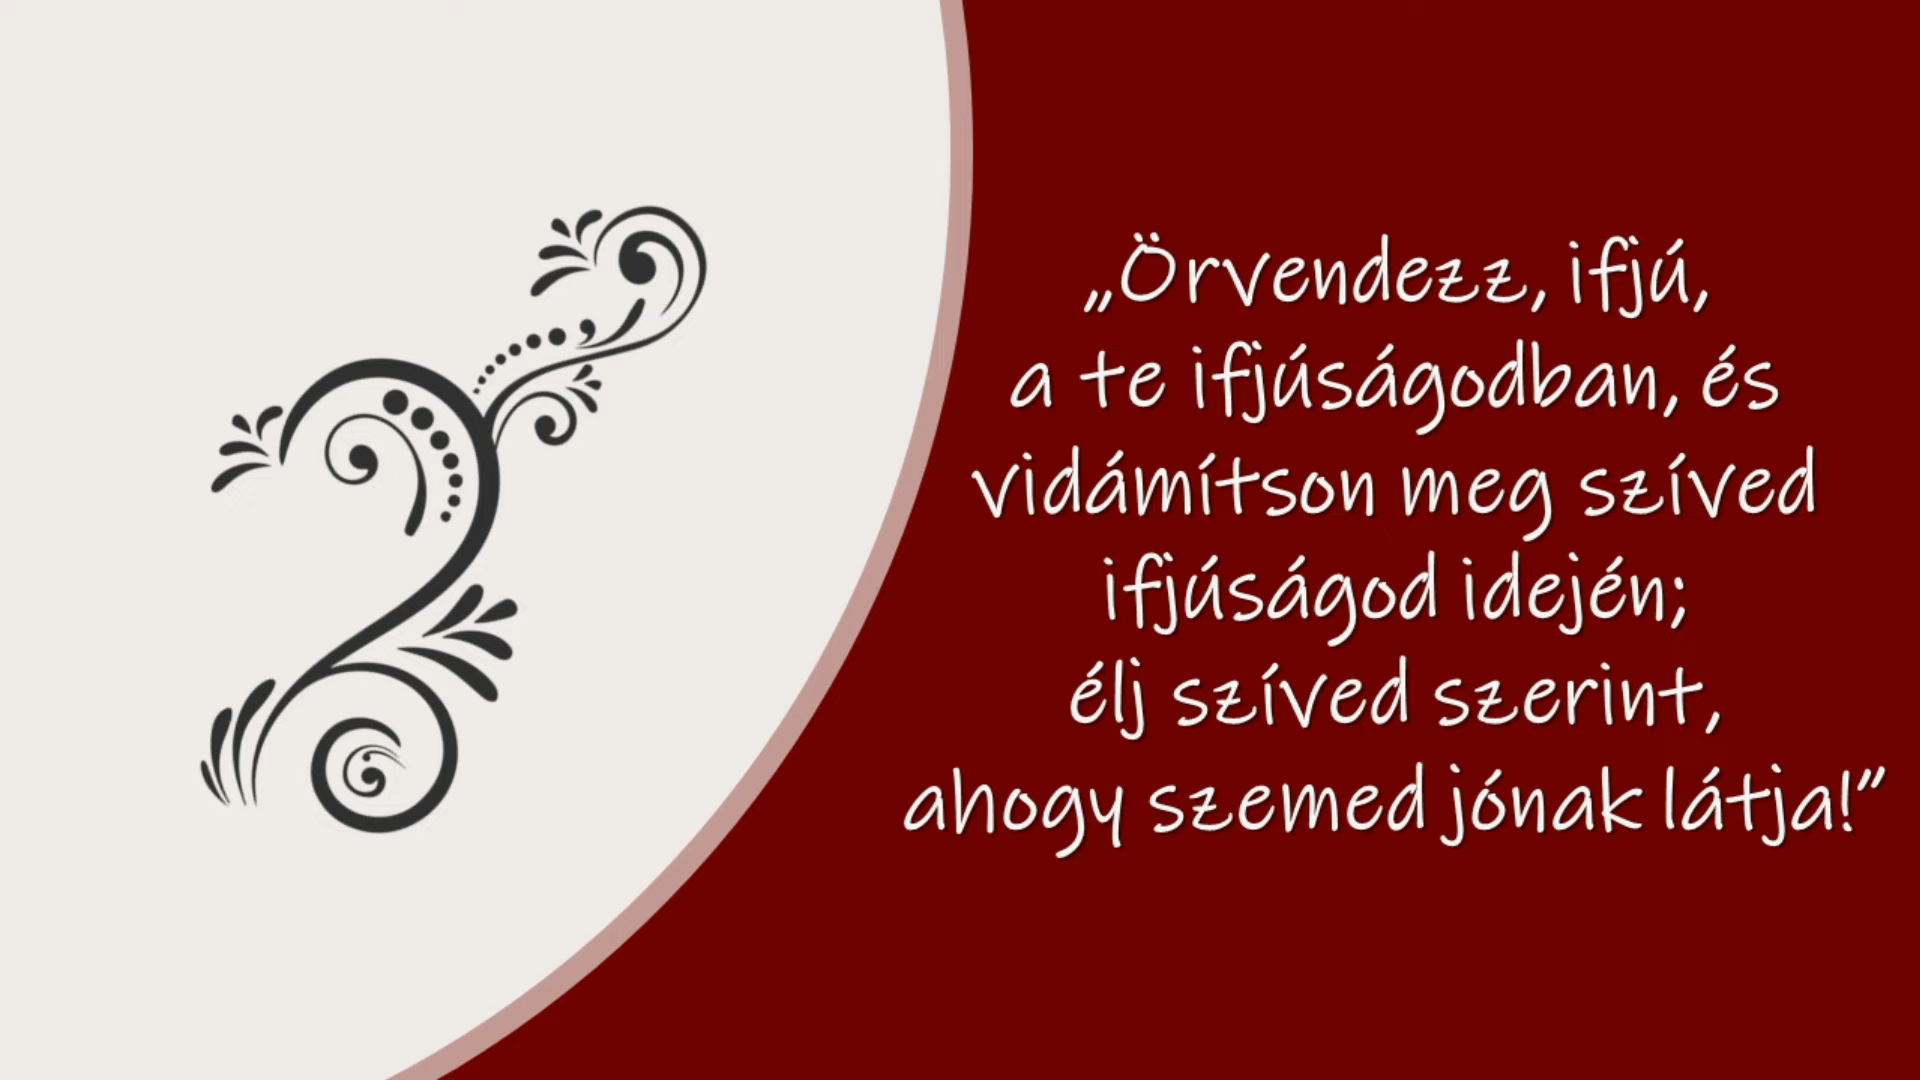 „Örvendezz, ifjú,
a te ifjúságodban, és
vidámítson meg szíved
ifjúságod idején;
élj szíved szerint,
ahogy szemed jónak látja!”